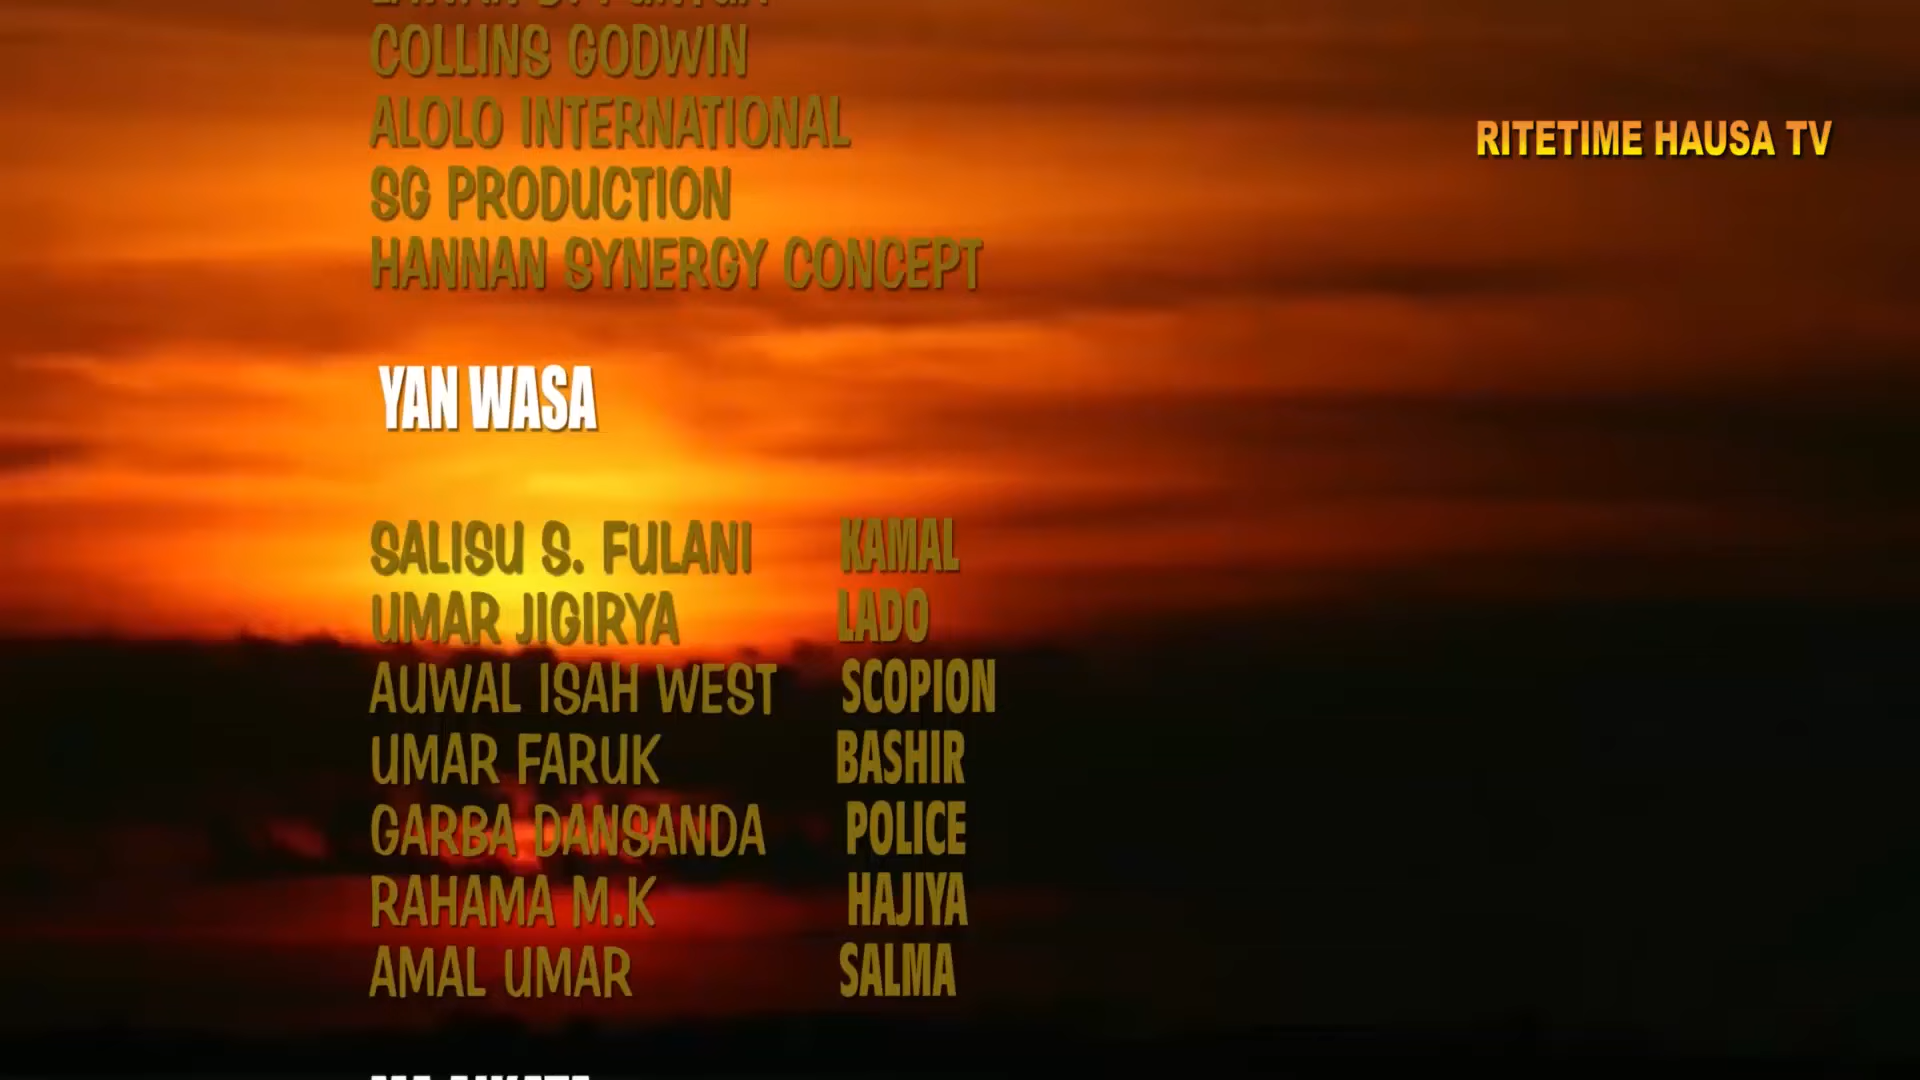 COLLINS GODWIN
ALOLO INTERNATIONAL
SG PRODUCTION
HANNAN SYNERGY CONCEPT
RITETIME HAUSA TV
YAN WASA
SALISU S. FULANI KAMAL
UMAR JIGIRYA LADO
AUWAL ISAH WEST SCOPION
UMAR FARUK BASHIR
GARBA DANSANDA POLICE
RAHAMA M.K HAJIYA
AMAL UMAR SALMA